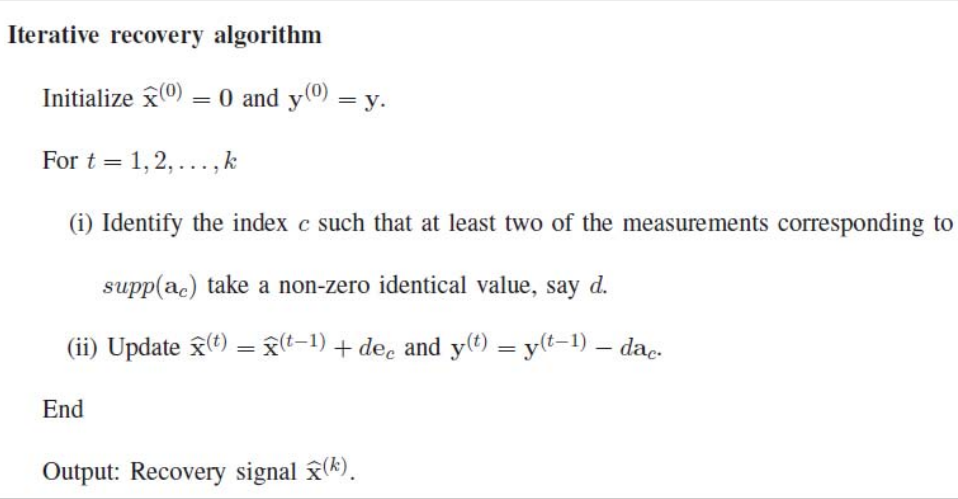 Iterative recovery algorithm
Initialize x̂⁽⁰⁾ = 0 and y⁽⁰⁾ = y.
For t = 1, 2, . . . , k
(i) Identify the index c such that at least two of the measurements corresponding to
supp(a_c) take a non-zero identical value, say d.
(ii) Update x̂⁽ᵗ⁾ = x̂⁽ᵗ⁻¹⁾ + de_c and y⁽ᵗ⁾ = y⁽ᵗ⁻¹⁾ − da_c.
End
Output: Recovery signal x̂⁽ᵏ⁾.